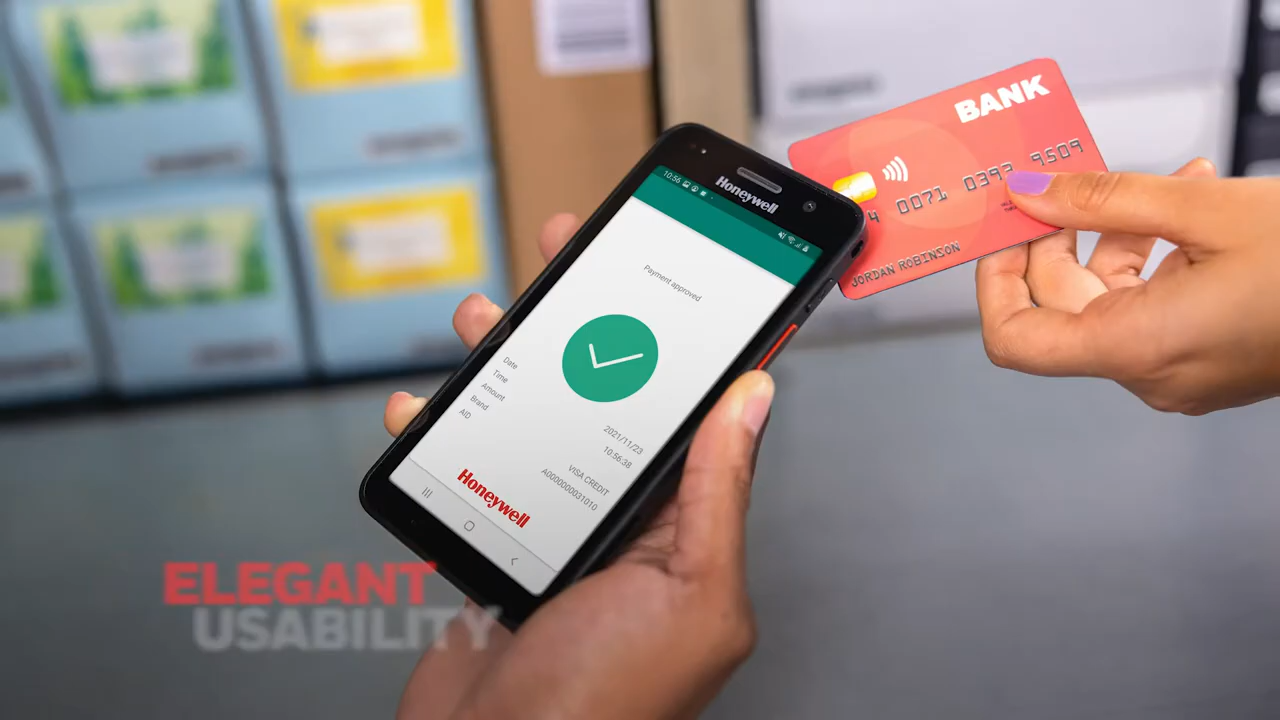 BANK
4 0071 0397 9509
JORDAN ROBINSON
10:56
Honeywell
Payment approved
Date
2021/11/23
Time
10:56:38
Amount
Brand
VISA CREDIT
AID
A0000000031010
Honeywell
ELEGANT
USABILITY